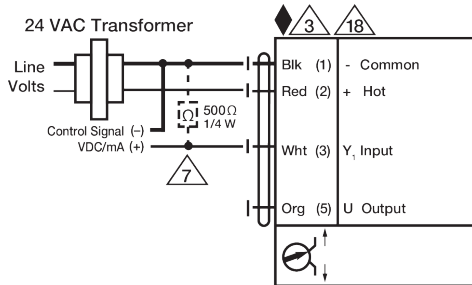 24 VAC Transformer
3 18
Line
Volts
Blk (1) - Common
Red (2) + Hot
Ω 500Ω
1/4 W
Control Signal (–)
VDC/mA (+)
Wht (3) Y1 Input
7
Org (5) U Output